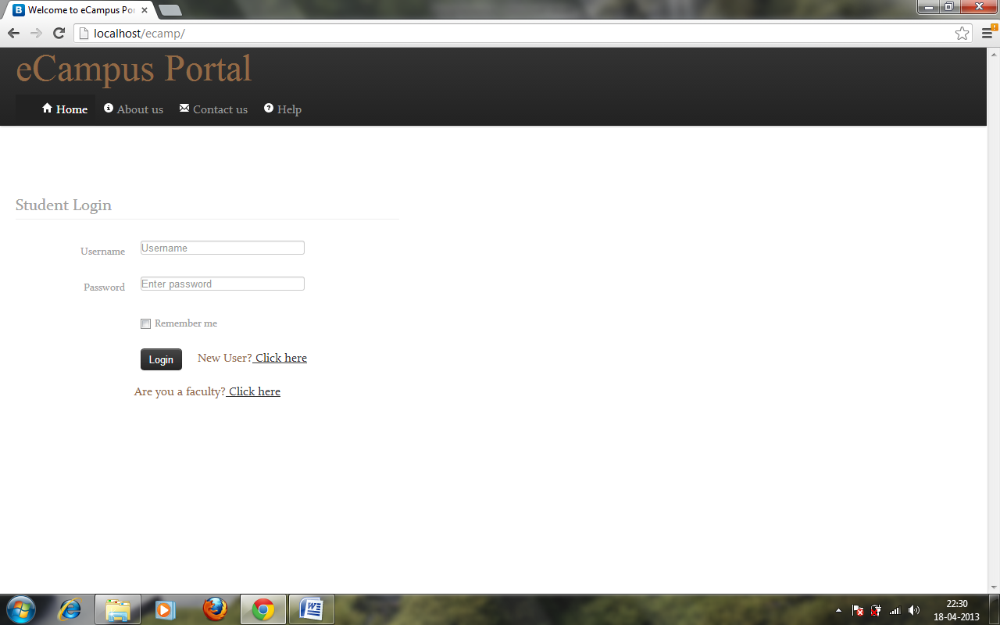 Welcome to eCampus Por
localhost/ecamp/
eCampus Portal
Home About us Contact us Help
Student Login
Username Username
Password Enter password
Remember me
Login New User? Click here
Are you a faculty? Click here
22:30
18-04-2013